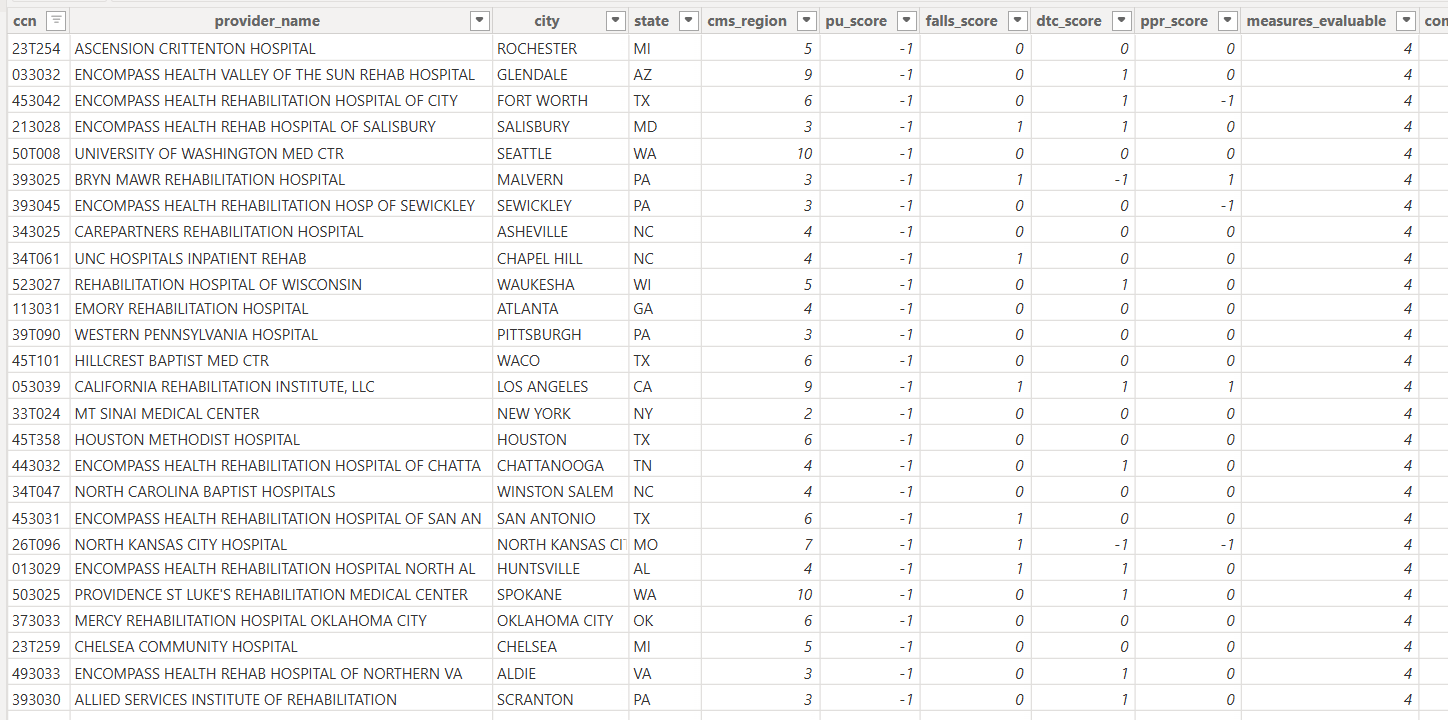 ccn provider_name city state cms_region pu_score falls_score dtc_score ppr_score measures_evaluable con
23T254 ASCENSION CRITTENTON HOSPITAL ROCHESTER MI 5 -1 0 0 0 4
033032 ENCOMPASS HEALTH VALLEY OF THE SUN REHAB HOSPITAL GLENDALE AZ 9 -1 0 1 0 4
453042 ENCOMPASS HEALTH REHABILITATION HOSPITAL OF CITY FORT WORTH TX 6 -1 0 1 -1 4
213028 ENCOMPASS HEALTH REHAB HOSPITAL OF SALISBURY SALISBURY MD 3 -1 1 1 0 4
50T008 UNIVERSITY OF WASHINGTON MED CTR SEATTLE WA 10 -1 0 0 0 4
393025 BRYN MAWR REHABILITATION HOSPITAL MALVERN PA 3 -1 1 -1 1 4
393045 ENCOMPASS HEALTH REHABILITATION HOSP OF SEWICKLEY SEWICKLEY PA 3 -1 0 0 -1 4
343025 CAREPARTNERS REHABILITATION HOSPITAL ASHEVILLE NC 4 -1 0 0 0 4
34T061 UNC HOSPITALS INPATIENT REHAB CHAPEL HILL NC 4 -1 1 0 0 4
523027 REHABILITATION HOSPITAL OF WISCONSIN WAUKESHA WI 5 -1 0 1 0 4
113031 EMORY REHABILITATION HOSPITAL ATLANTA GA 4 -1 0 0 0 4
39T090 WESTERN PENNSYLVANIA HOSPITAL PITTSBURGH PA 3 -1 0 0 0 4
45T101 HILLCREST BAPTIST MED CTR WACO TX 6 -1 0 0 0 4
053039 CALIFORNIA REHABILITATION INSTITUTE, LLC LOS ANGELES CA 9 -1 1 1 1 4
33T024 MT SINAI MEDICAL CENTER NEW YORK NY 2 -1 0 0 0 4
45T358 HOUSTON METHODIST HOSPITAL HOUSTON TX 6 -1 0 0 0 4
443032 ENCOMPASS HEALTH REHABILITATION HOSPITAL OF CHATTA CHATTANOOGA TN 4 -1 0 1 0 4
34T047 NORTH CAROLINA BAPTIST HOSPITALS WINSTON SALEM NC 4 -1 0 0 0 4
453031 ENCOMPASS HEALTH REHABILITATION HOSPITAL OF SAN AN SAN ANTONIO TX 6 -1 1 0 0 4
26T096 NORTH KANSAS CITY HOSPITAL NORTH KANSAS CIT MO 7 -1 1 -1 -1 4
013029 ENCOMPASS HEALTH REHABILITATION HOSPITAL NORTH AL HUNTSVILLE AL 4 -1 1 1 0 4
503025 PROVIDENCE ST LUKE'S REHABILITATION MEDICAL CENTER SPOKANE WA 10 -1 0 1 0 4
373033 MERCY REHABILITATION HOSPITAL OKLAHOMA CITY OKLAHOMA CITY OK 6 -1 0 0 0 4
23T259 CHELSEA COMMUNITY HOSPITAL CHELSEA MI 5 -1 0 0 0 4
493033 ENCOMPASS HEALTH REHAB HOSPITAL OF NORTHERN VA ALDIE VA 3 -1 0 1 0 4
393030 ALLIED SERVICES INSTITUTE OF REHABILITATION SCRANTON PA 3 -1 0 1 0 4